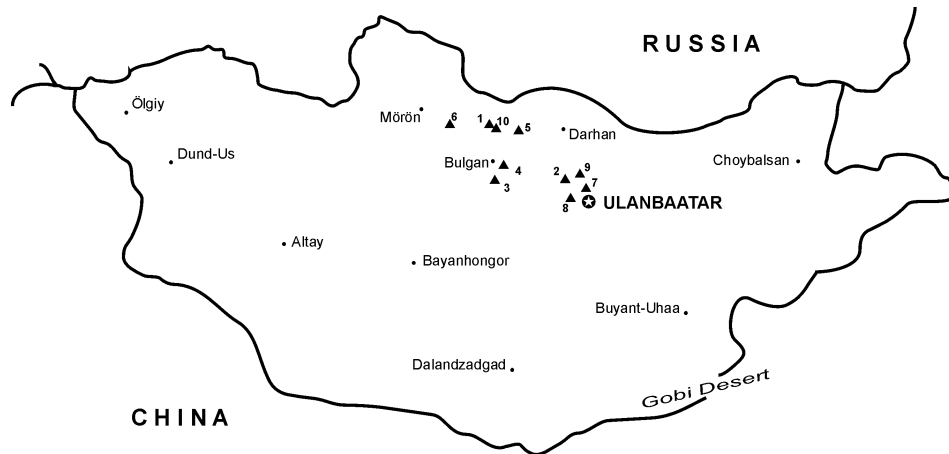 RUSSIA
Ölgiy
Mörön
6
1
10
5
Darhan
Dund-Us
Bulgan
4
3
2
9
7
8
Choybalsan
ULANBAATAR
Altay
Bayanhongor
Buyant-Uhaa
Dalandzadgad
Gobi Desert
CHINA